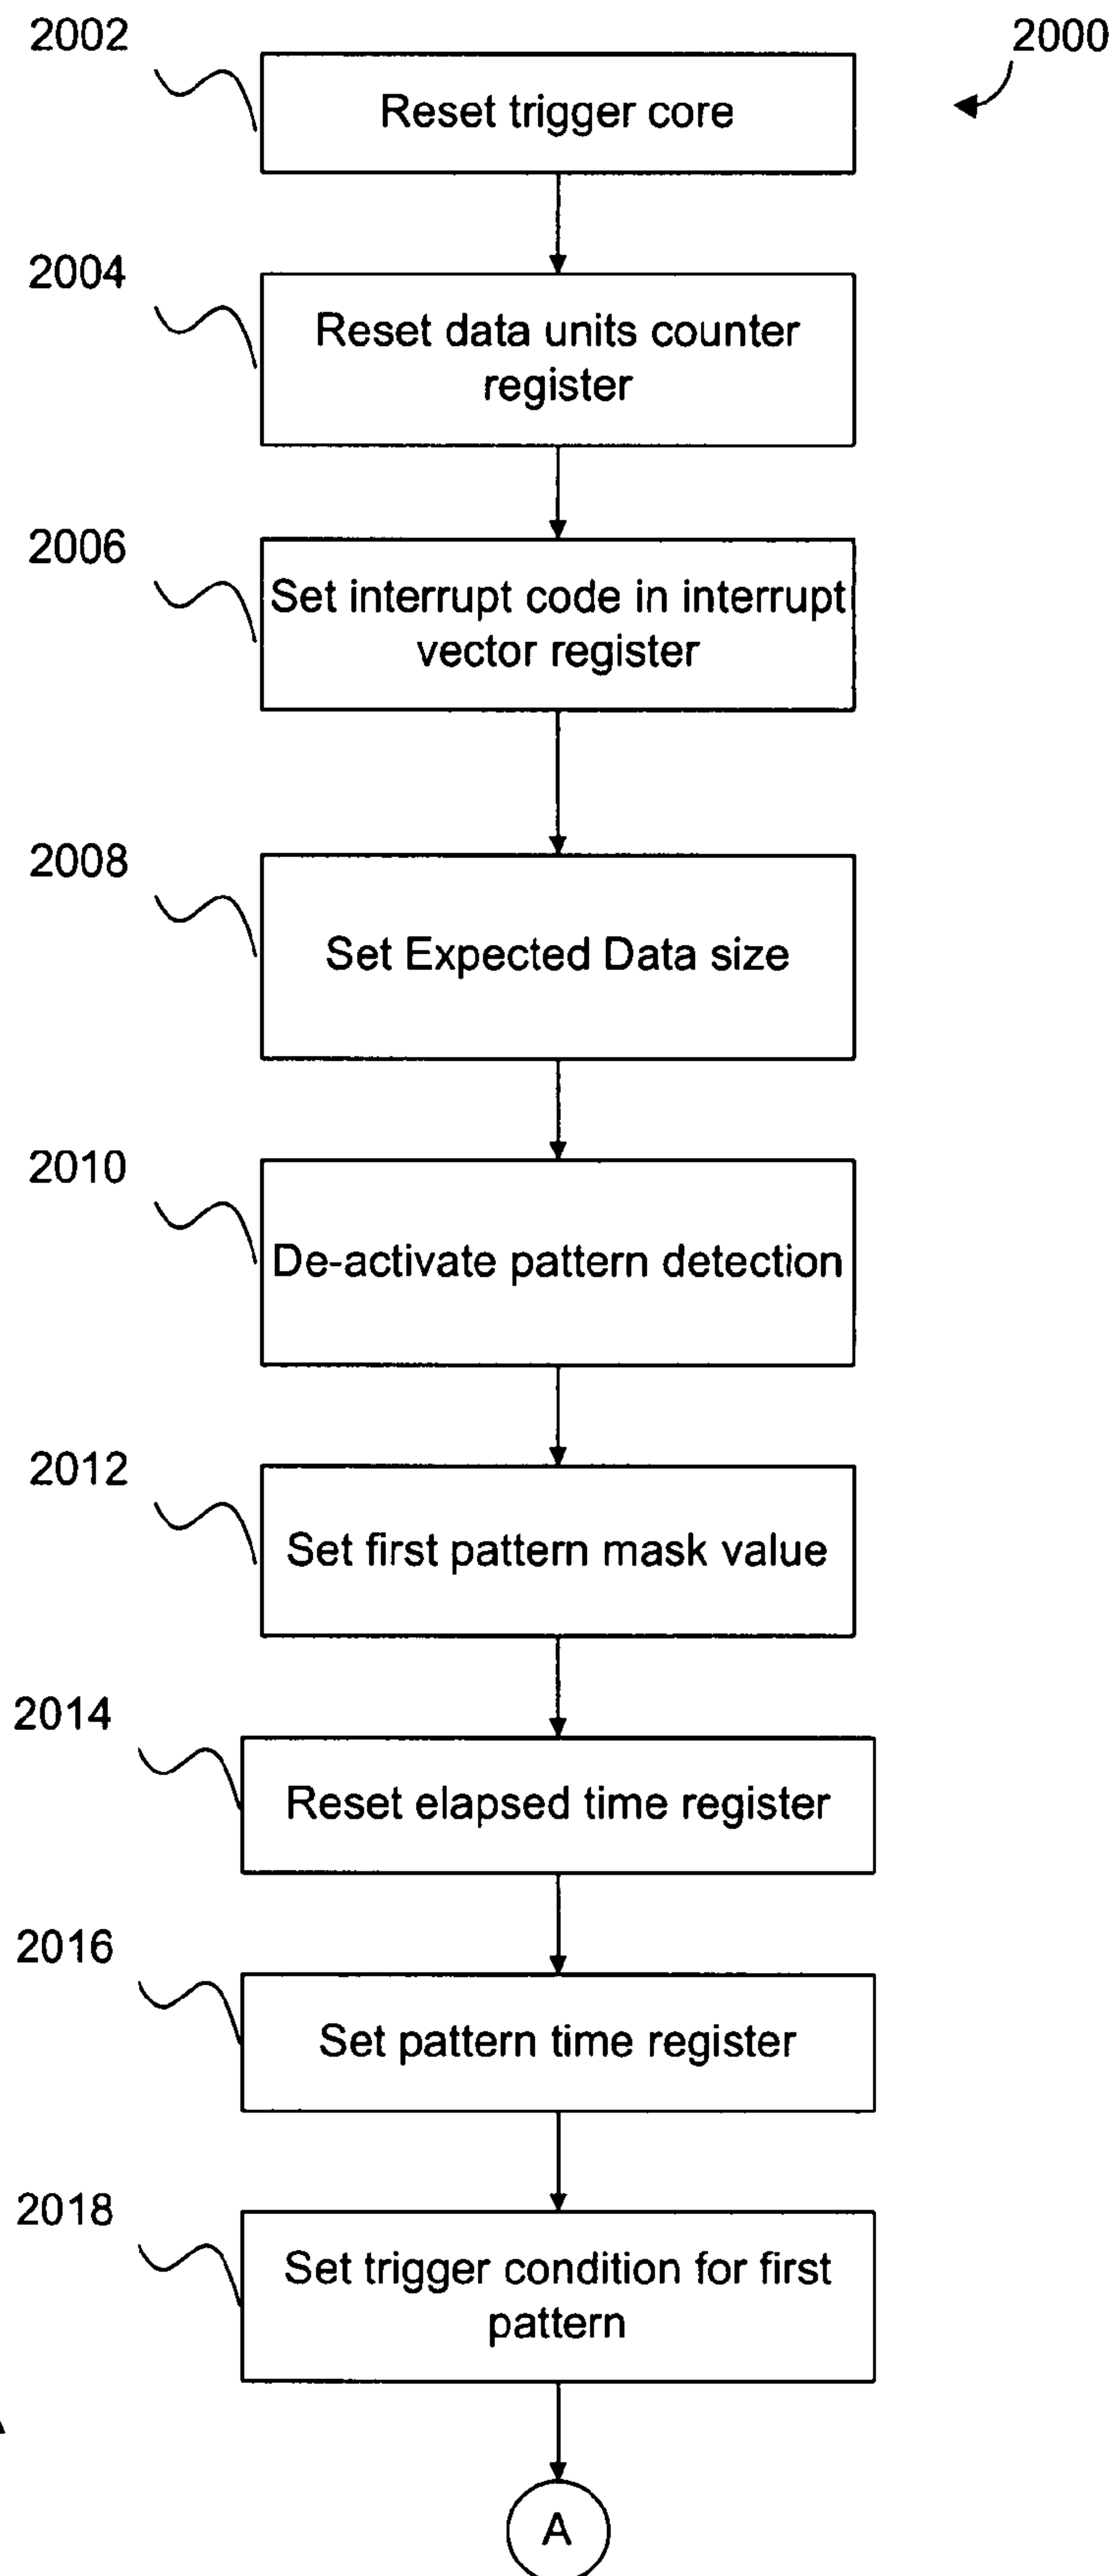 2002
2000
Reset trigger core
2004
Reset data units counter
register
2006
Set interrupt code in interrupt
vector register
2008
Set Expected Data size
2010
De-activate pattern detection
2012
Set first pattern mask value
2014
Reset elapsed time register
2016
Set pattern time register
2018
Set trigger condition for first
pattern
A